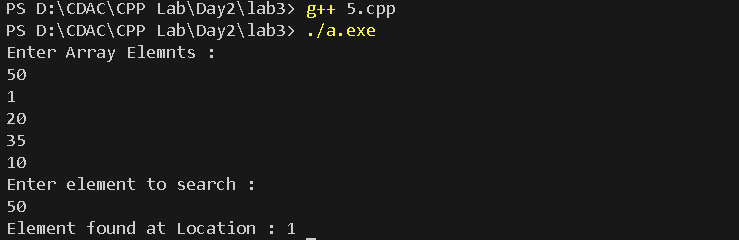 PS D:\CDAC\CPP Lab\Day2\lab3> g++ 5.cpp
PS D:\CDAC\CPP Lab\Day2\lab3> ./a.exe
Enter Array Elemnts :
50
1
20
35
10
Enter element to search :
50
Element found at Location : 1